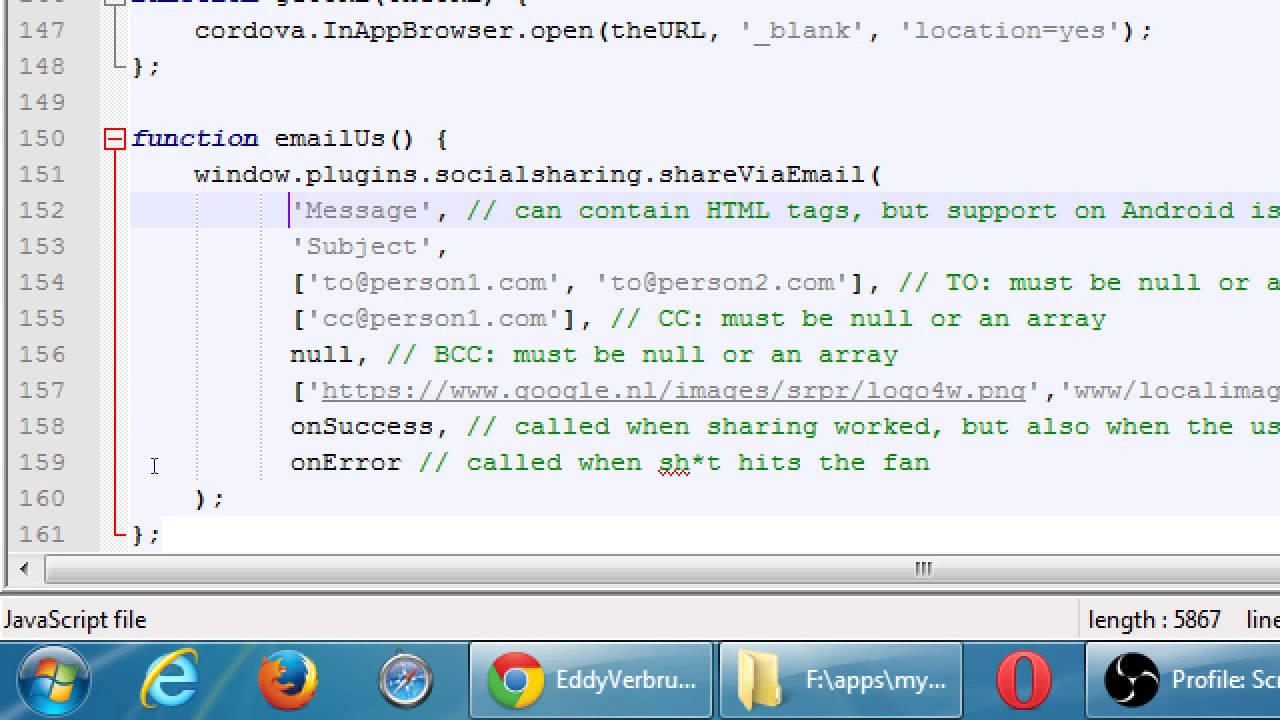 147 cordova.InAppBrowser.open(theURL, '_blank', 'location=yes');
148 };
149
150 function emailUs() {
151 window.plugins.socialsharing.shareViaEmail(
152 'Message', // can contain HTML tags, but support on Android is
153 'Subject',
154 ['to@person1.com', 'to@person2.com'], // TO: must be null or a
155 ['cc@person1.com'], // CC: must be null or an array
156 null, // BCC: must be null or an array
157 ['https://www.google.nl/images/srpr/logo4w.png','www/localimag
158 onSuccess, // called when sharing worked, but also when the us
159 onError // called when sh*t hits the fan
160 );
161 };
JavaScript file length : 5867 line
EddyVerbru... F:\apps\my... Profile: Scr